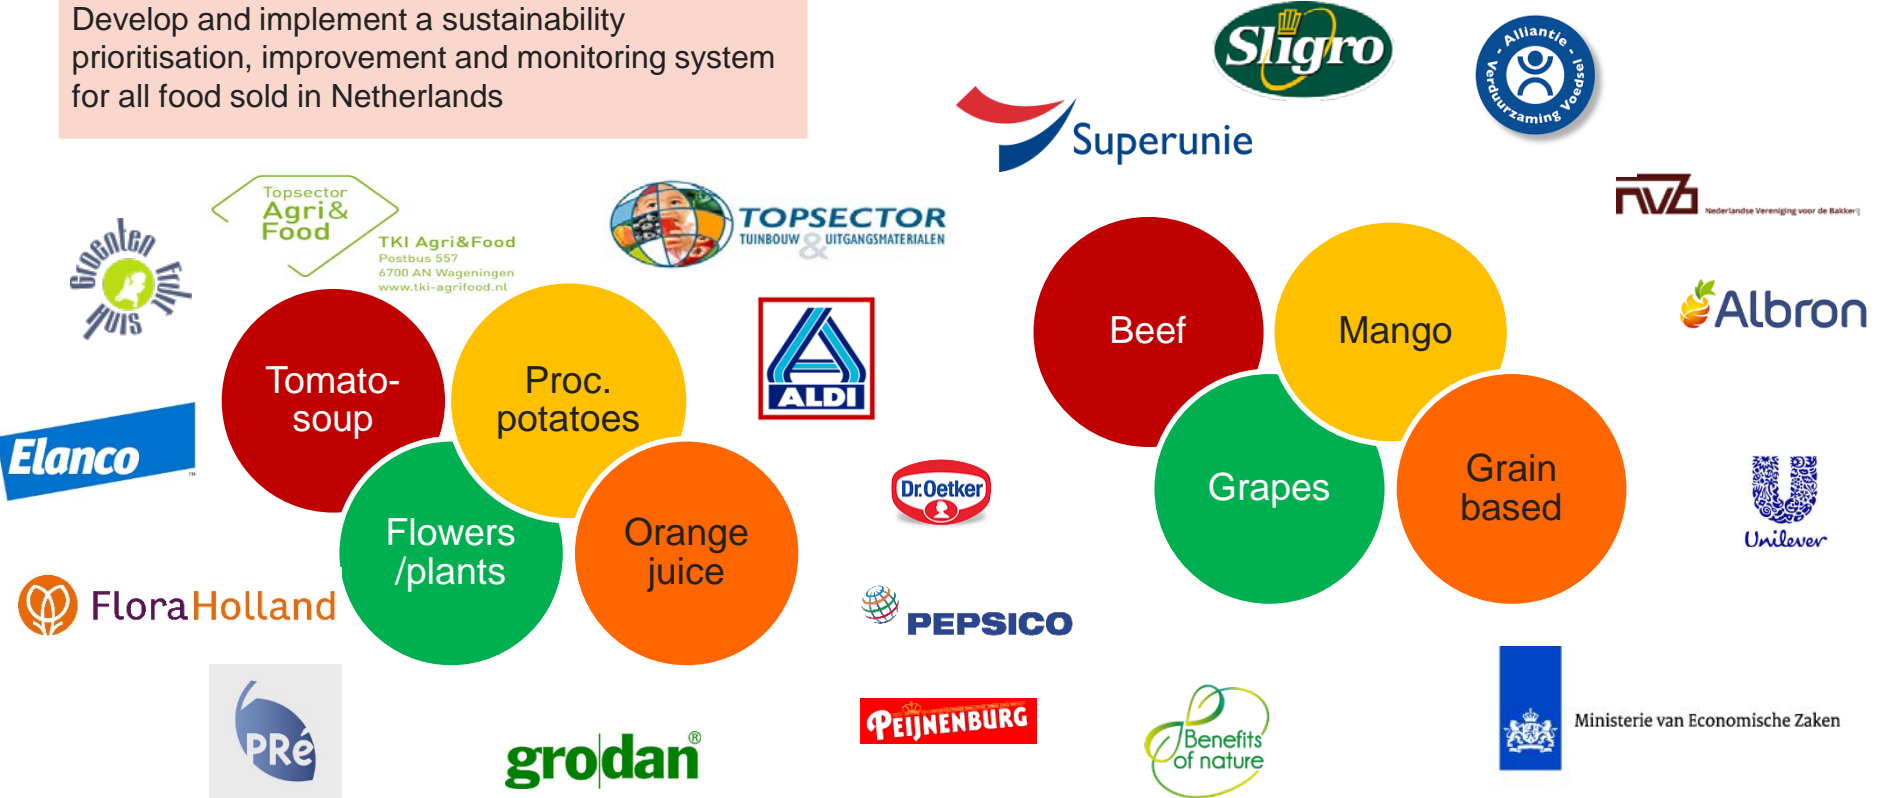 Develop and implement a sustainability
prioritisation, improvement and monitoring system
for all food sold in Netherlands
Sligro
- Alliantie -
Verduurzaming Voedsel
Superunie
Topsector
Agri&
Food
TKI Agri&Food
Postbus 557
6700 AN Wageningen
www.tki-agrifood.nl
TOPSECTOR
TUINBOUW & UITGANGSMATERIALEN
nvb
Nederlandse Vereniging voor de Bakkerij
Groenten
Fruit
Huis
Albron
ALDI
Beef
Mango
Tomato-
soup
Proc.
potatoes
Elanco
™
Dr.Oetker
Grapes
Grain
based
Unilever
Flowers
/plants
Orange
juice
FloraHolland
PEPSICO
PRé
grodan®
PEIJNENBURG
Benefits
of nature
Ministerie van Economische Zaken